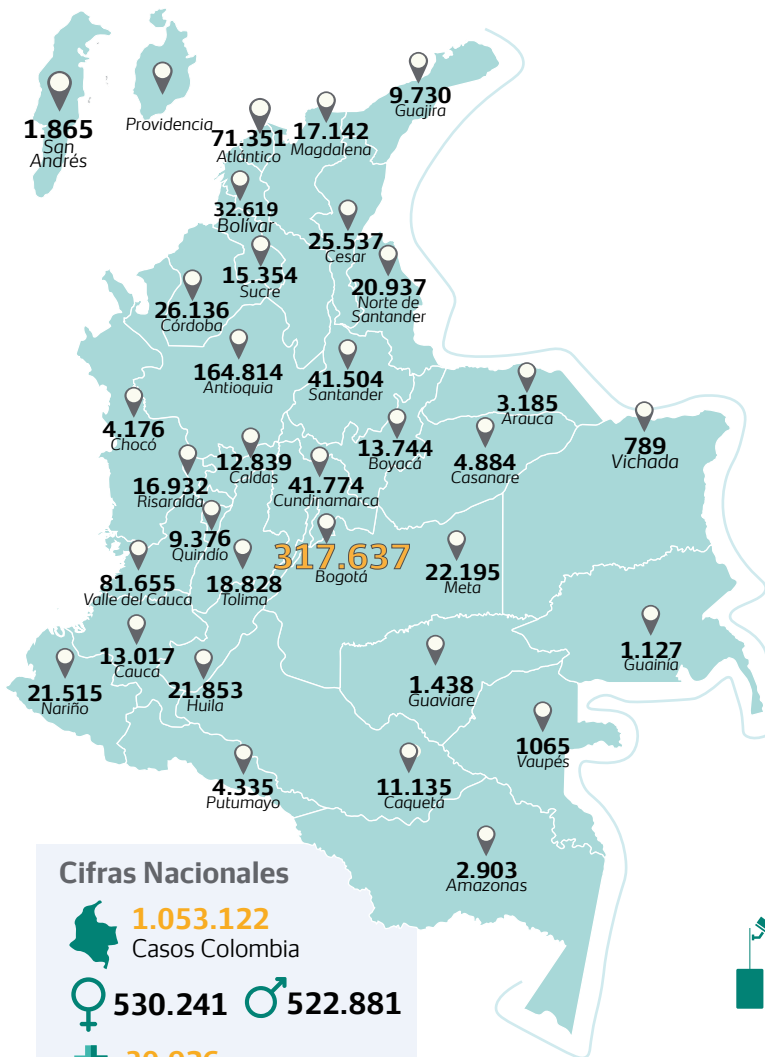 9.730
Guajira
1.865
San
Andrés
Providencia
71.351
Atlántico
17.142
Magdalena
32.619
Bolívar
25.537
Cesar
15.354
Sucre
20.937
Norte de
Santander
26.136
Córdoba
164.814
Antioquia
41.504
Santander
3.185
Arauca
4.176
Chocó
13.744
Boyacá
4.884
Casanare
789
Vichada
12.839
Caldas
16.932
Risaralda
41.774
Cundinamarca
9.376
Quindío
317.637
Bogotá
81.655
Valle del Cauca
18.828
Tolima
22.195
Meta
13.017
Cauca
1.127
Guainía
21.515
Nariño
21.853
Huila
1.438
Guaviare
1065
Vaupés
4.335
Putumayo
11.135
Caquetá
2.903
Amazonas
Cifras Nacionales
1.053.122
Casos Colombia
530.241 522.881